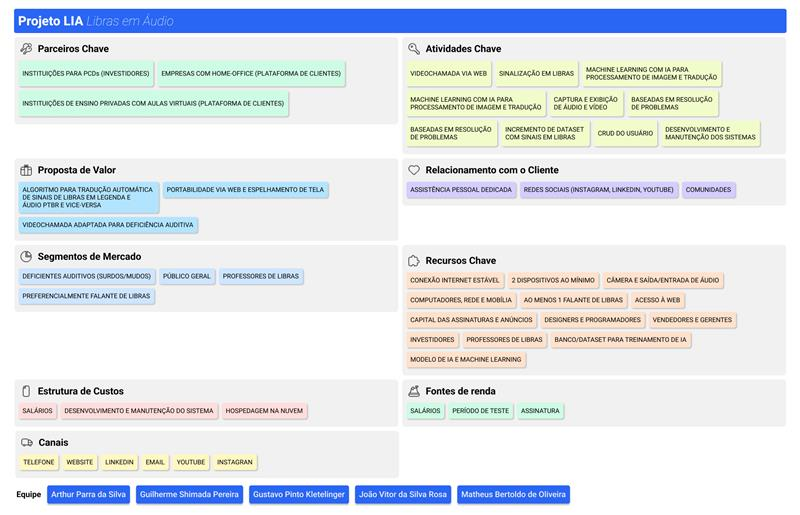 Projeto LIA Libras em Áudio
Parceiros Chave
INSTITUIÇÕES PARA PCDs (INVESTIDORES)
EMPRESAS COM HOME-OFFICE (PLATAFORMA DE CLIENTES)
INSTITUIÇÕES DE ENSINO PRIVADAS COM AULAS VIRTUAIS (PLATAFORMA DE CLIENTES)
Atividades Chave
VIDEOCHAMADA VIA WEB
SINALIZAÇÃO EM LIBRAS
MACHINE LEARNING COM IA PARA
PROCESSAMENTO DE IMAGEM E TRADUÇÃO
MACHINE LEARNING COM IA PARA
PROCESSAMENTO DE IMAGEM E TRADUÇÃO
CAPTURA E EXIBIÇÃO
DE ÁUDIO E VÍDEO
BASEADAS EM RESOLUÇÃO
DE PROBLEMAS
BASEADAS EM RESOLUÇÃO
DE PROBLEMAS
INCREMENTO DE DATASET
COM SINAIS EM LIBRAS
CRUD DO USUÁRIO
DESENVOLVIMENTO E
MANUTENÇÃO DOS SISTEMAS
Proposta de Valor
ALGORITMO PARA TRADUÇÃO AUTOMÁTICA
DE SINAIS DE LIBRAS EM LEGENDA E
ÁUDIO PTBR E VICE-VERSA
PORTABILIDADE VIA WEB E ESPELHAMENTO DE TELA
VIDEOCHAMADA ADAPTADA PARA DEFICIÊNCIA AUDITIVA
Relacionamento com o Cliente
ASSISTÊNCIA PESSOAL DEDICADA
REDES SOCIAIS (INSTAGRAM, LINKEDIN, YOUTUBE)
COMUNIDADES
Segmentos de Mercado
DEFICIENTES AUDITIVOS (SURDOS/MUDOS)
PÚBLICO GERAL
PROFESSORES DE LIBRAS
PREFERENCIALMENTE FALANTE DE LIBRAS
Recursos Chave
CONEXÃO INTERNET ESTÁVEL
2 DISPOSITIVOS AO MÍNIMO
CÂMERA E SAÍDA/ENTRADA DE ÁUDIO
COMPUTADORES, REDE E MOBÍLIA
AO MENOS 1 FALANTE DE LIBRAS
ACESSO À WEB
CAPITAL DAS ASSINATURAS E ANÚNCIOS
DESIGNERS E PROGRAMADORES
VENDEDORES E GERENTES
INVESTIDORES
PROFESSORES DE LIBRAS
BANCO/DATASET PARA TREINAMENTO DE IA
MODELO DE IA E MACHINE LEARNING
Estrutura de Custos
SALÁRIOS
DESENVOLVIMENTO E MANUTENÇÃO DO SISTEMA
HOSPEDAGEM NA NUVEM
Fontes de renda
SALÁRIOS
PERÍODO DE TESTE
ASSINATURA
Canais
TELEFONE
WEBSITE
LINKEDIN
EMAIL
YOUTUBE
INSTAGRAN
Equipe
Arthur Parra da Silva
Guilherme Shimada Pereira
Gustavo Pinto Kletelinger
João Vitor da Silva Rosa
Matheus Bertoldo de Oliveira